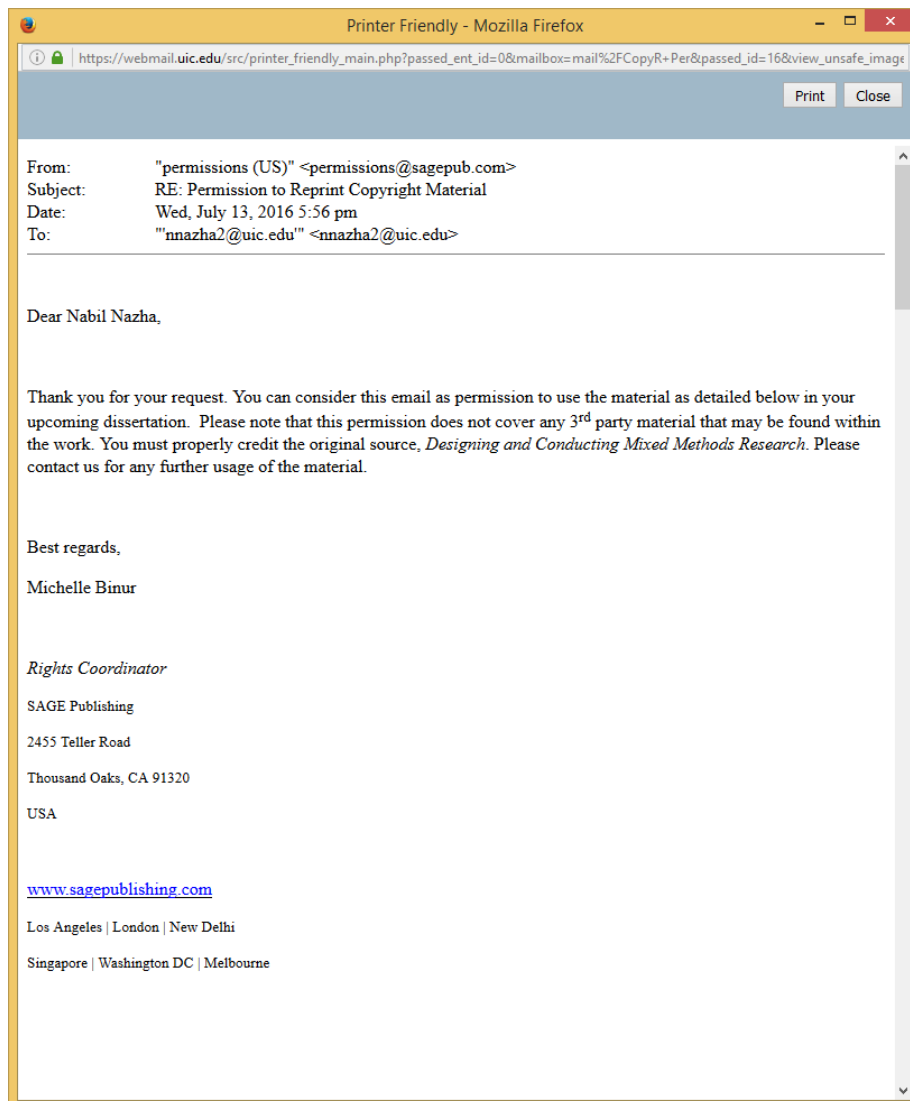 Printer Friendly - Mozilla Firefox
https://webmail.uic.edu/src/printer_friendly_main.php?passed_ent_id=0&mailbox=mail%2FCopyR+Per&passed_id=16&view_unsafe_image
Print Close
From: "permissions (US)" <permissions@sagepub.com>
Subject: RE: Permission to Reprint Copyright Material
Date: Wed, July 13, 2016 5:56 pm
To: "'nnazha2@uic.edu'" <nnazha2@uic.edu>
Dear Nabil Nazha,
Thank you for your request. You can consider this email as permission to use the material as detailed below in your
upcoming dissertation.  Please note that this permission does not cover any 3rd party material that may be found within
the work. You must properly credit the original source, Designing and Conducting Mixed Methods Research. Please
contact us for any further usage of the material.
Best regards,
Michelle Binur
Rights Coordinator
SAGE Publishing
2455 Teller Road
Thousand Oaks, CA 91320
USA
www.sagepublishing.com
Los Angeles | London | New Delhi
Singapore | Washington DC | Melbourne